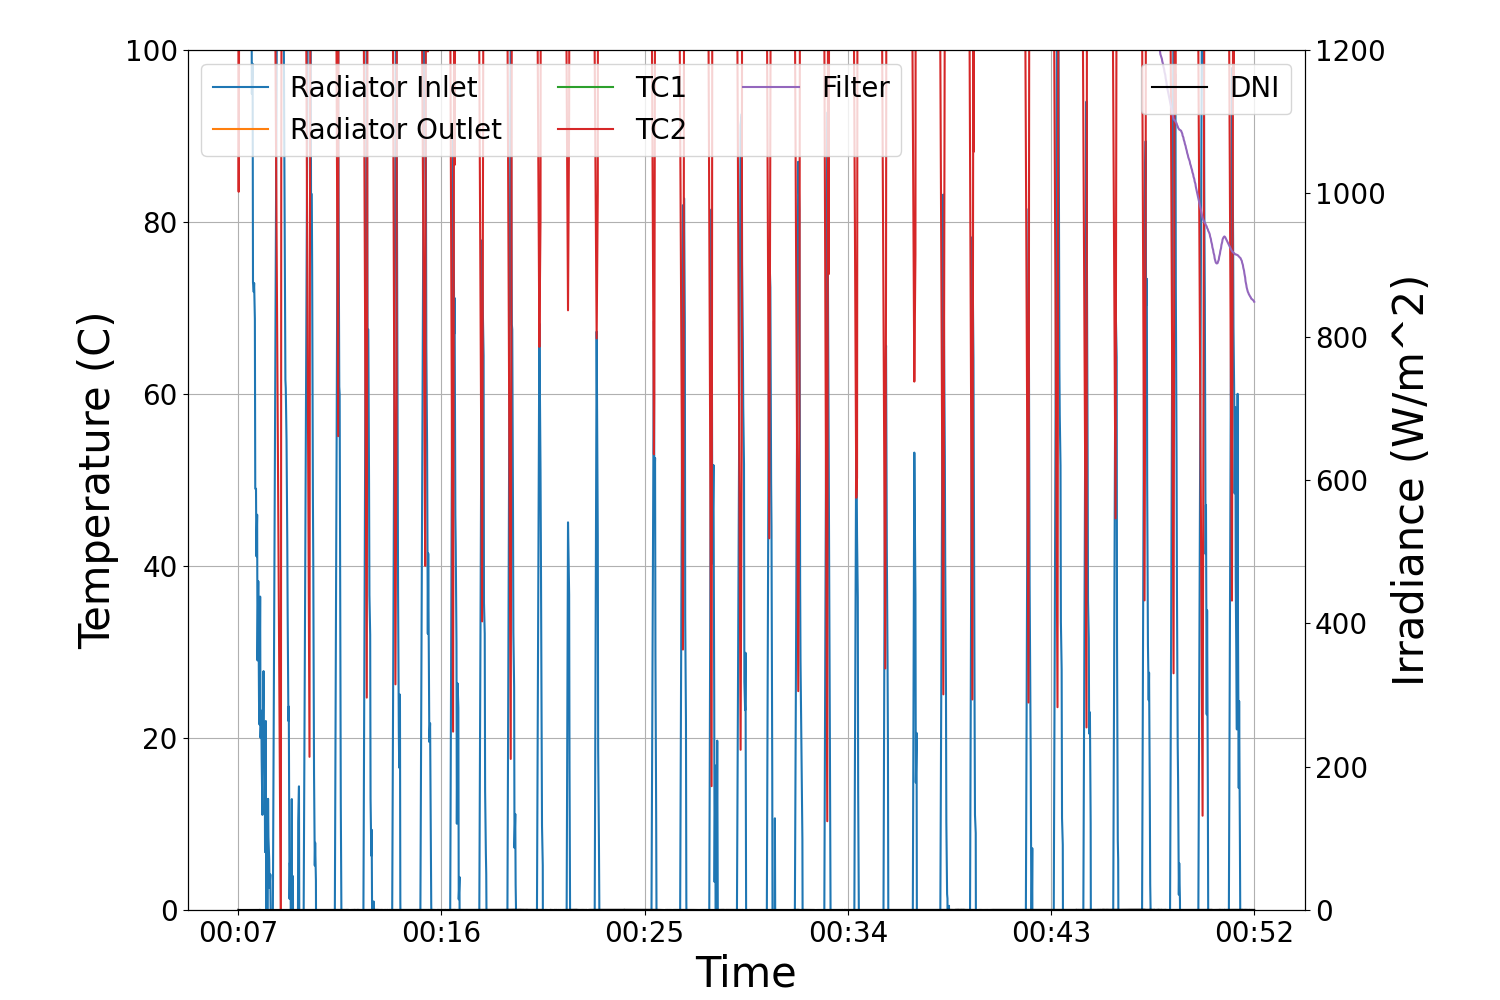 100
80
60
40
20
0
Temperature (C)
Radiator Inlet
Radiator Outlet
TC1
TC2
Filter
DNI
1200
1000
800
600
400
200
0
Irradiance (W/m^2)
00:07
00:16
00:25
00:34
00:43
00:52
Time